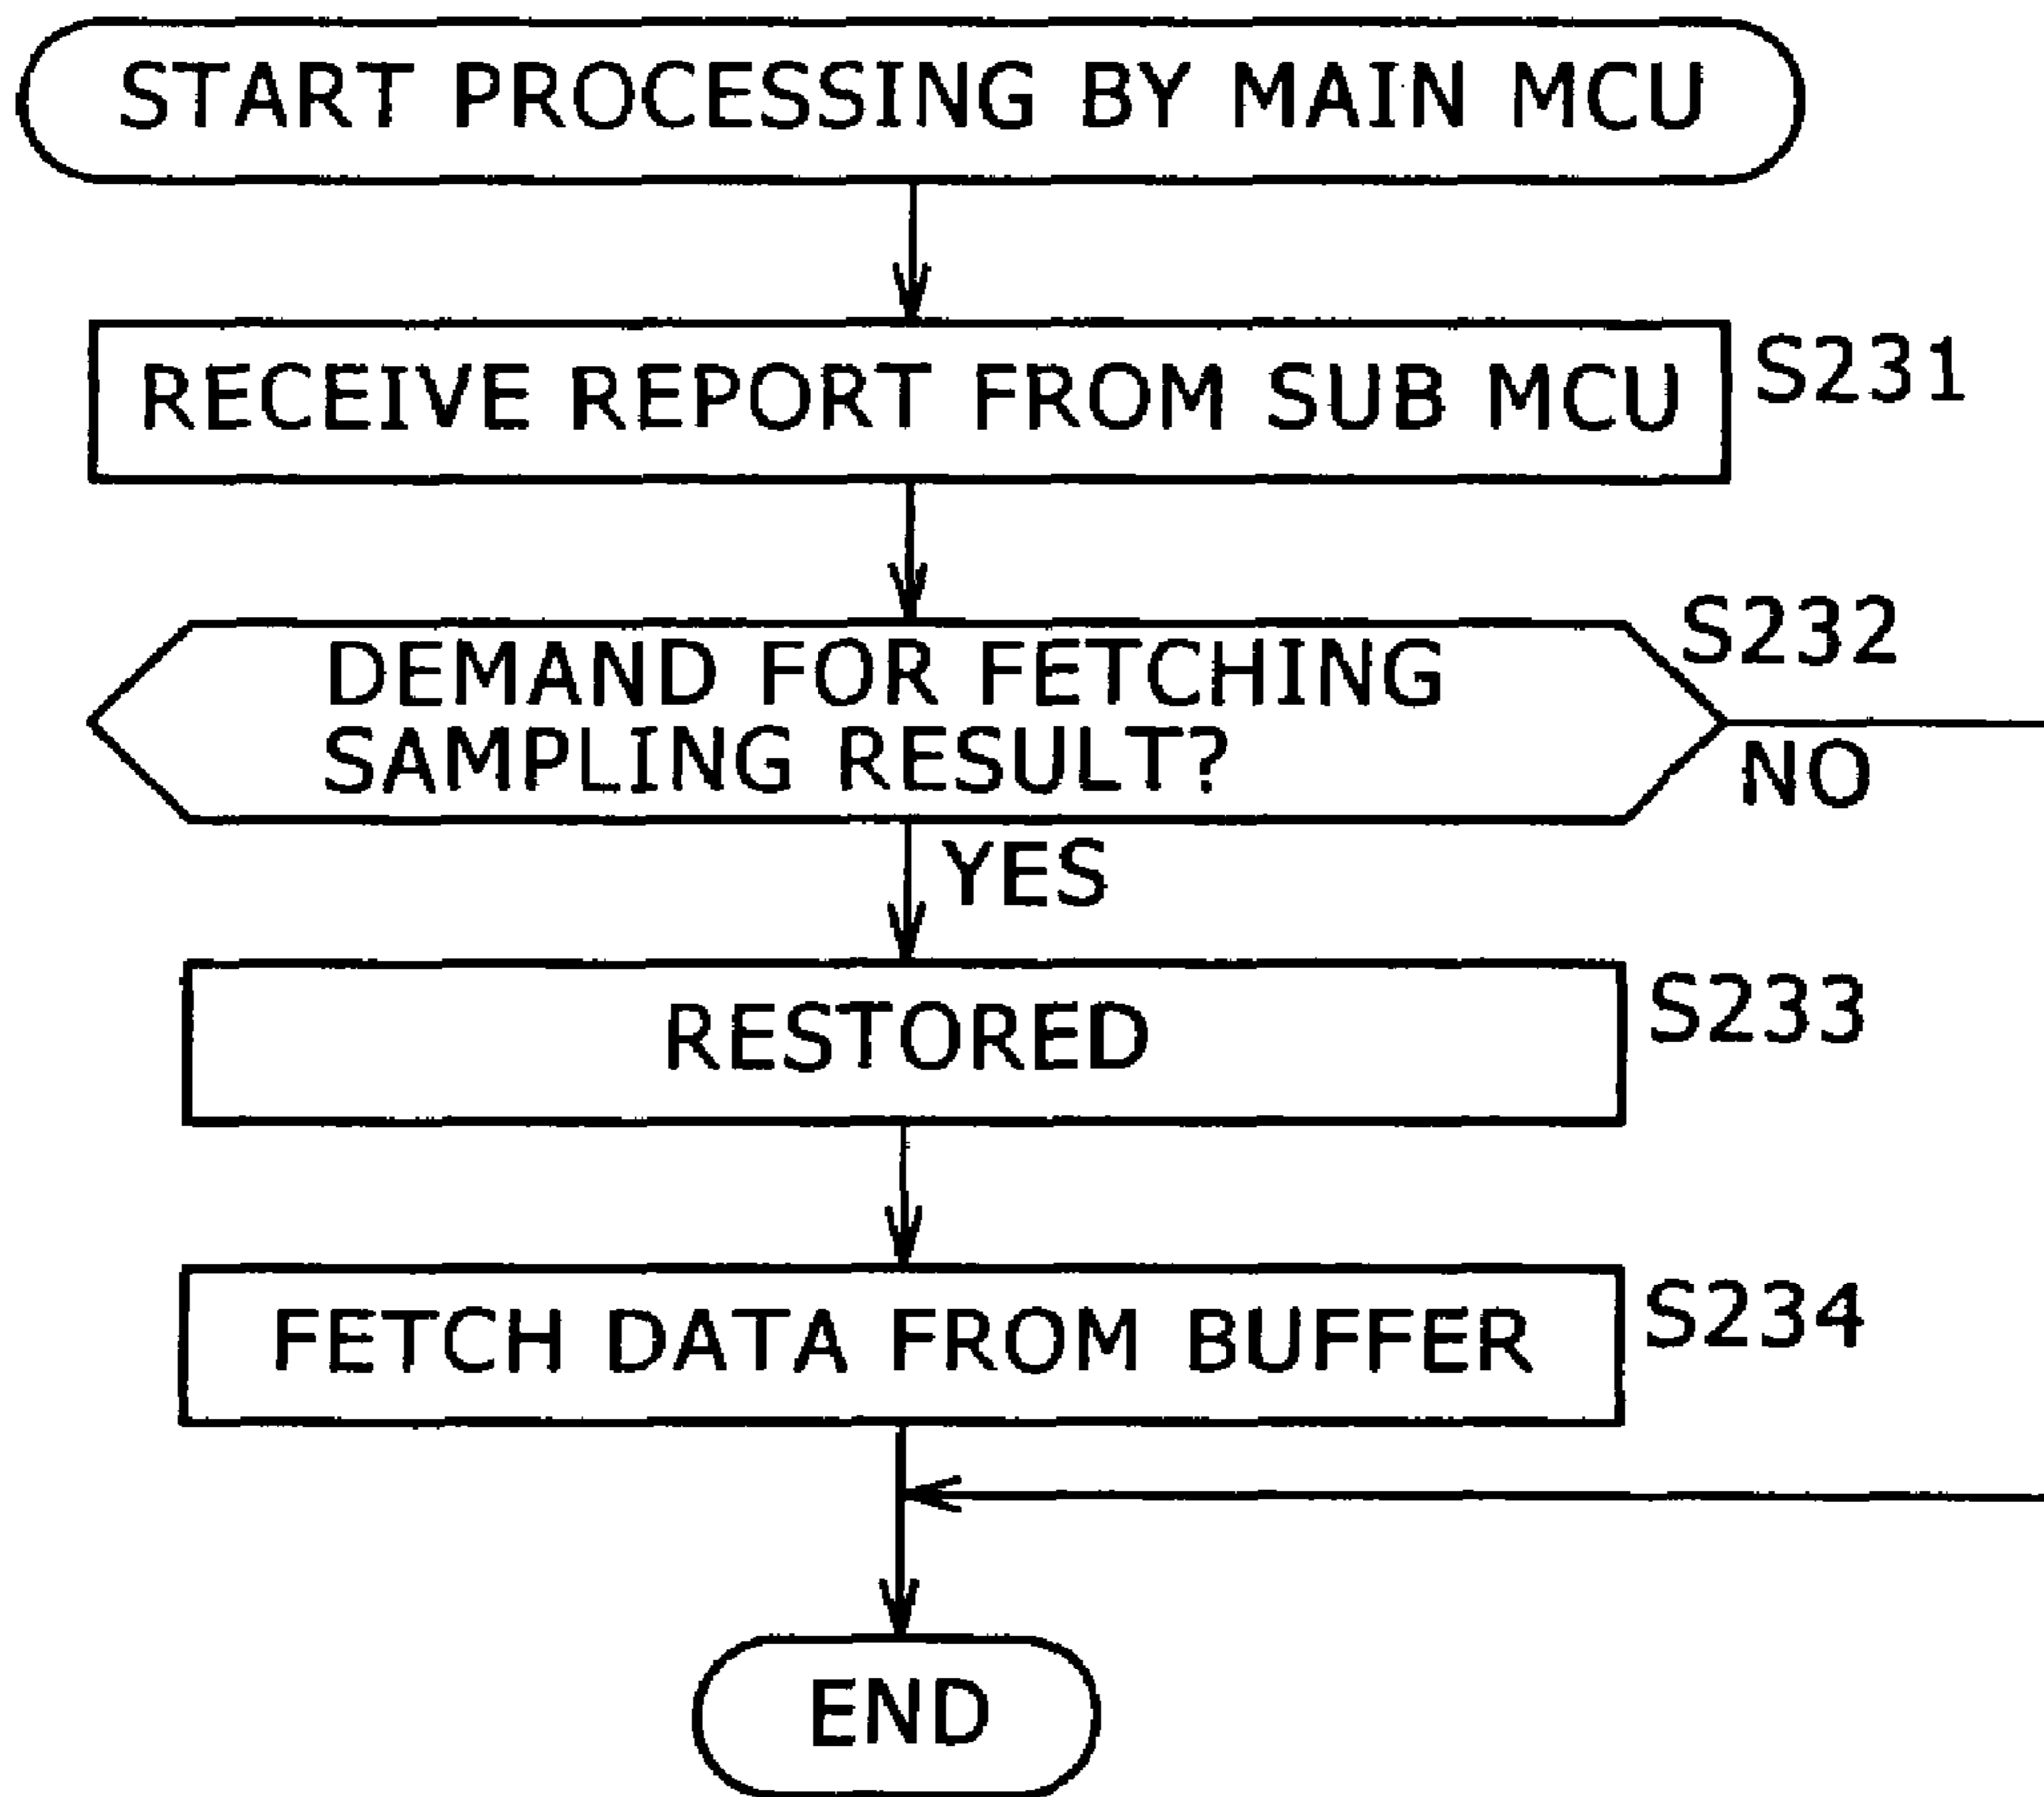 START PROCESSING BY MAIN MCU
RECEIVE REPORT FROM SUB MCU
S231
DEMAND FOR FETCHING
SAMPLING RESULT?
S232
NO
YES
RESTORED
S233
FETCH DATA FROM BUFFER
S234
END